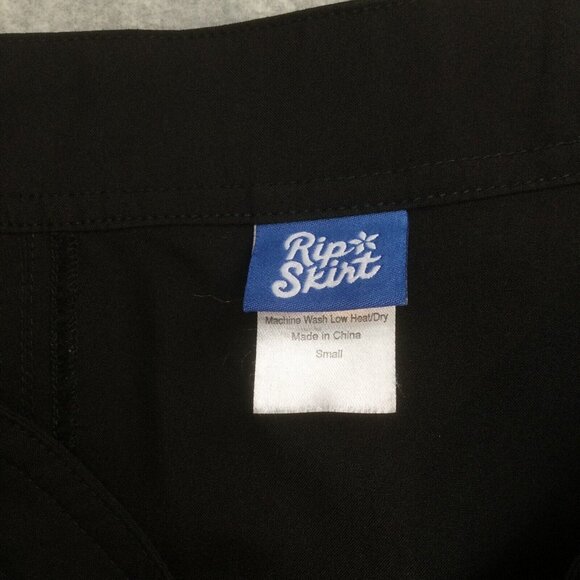 Rip
Skirt
Machine Wash Low Heat/Dry
Made in China
Small